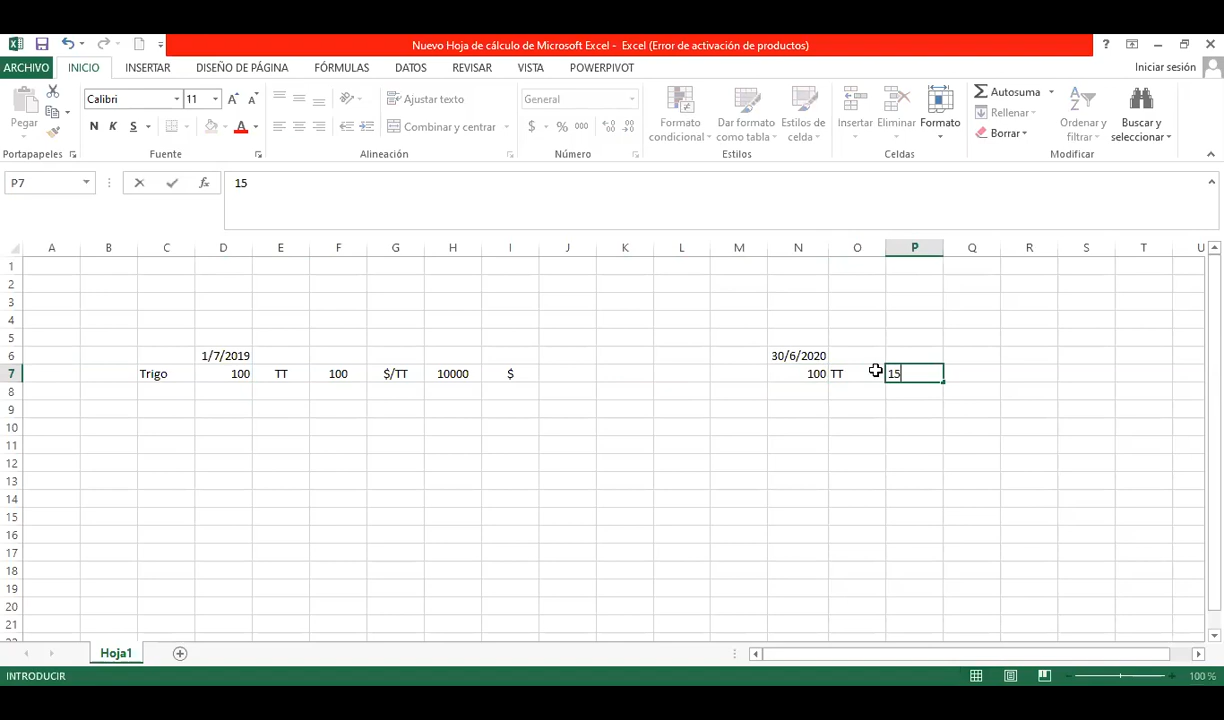 Nuevo Hoja de cálculo de Microsoft Excel - Excel (Error de activación de productos)
ARCHIVO INICIO INSERTAR DISEÑO DE PÁGINA FÓRMULAS DATOS REVISAR VISTA POWERPIVOT Iniciar sesión
Calibri 11 Ajustar texto General Autosuma
Pegar N K S A Combinar y centrar $ % 000 Formato condicional Dar formato como tabla Estilos de celda Insertar Eliminar Formato Rellenar Borrar Ordenar y filtrar Buscar y seleccionar
Portapapeles Fuente Alineación Número Estilos Celdas Modificar
P7 fx 15
A B C D E F G H I J K L M N O P Q R S T U
1
2
3
4
5
6 1/7/2019 30/6/2020
7 Trigo 100 TT 100 $/TT 10000 $ 100 TT 15
8
9
10
11
12
13
14
15
16
17
18
19
20
21
22
Hoja1
INTRODUCIR 100 %